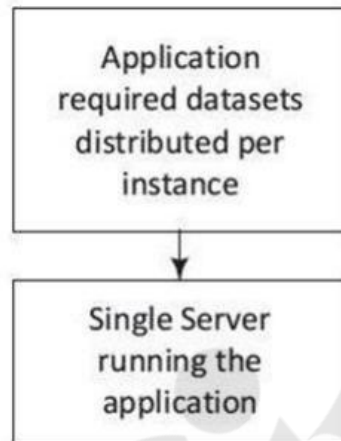 Application
required datasets
distributed per
instance
Single Server
running the
application